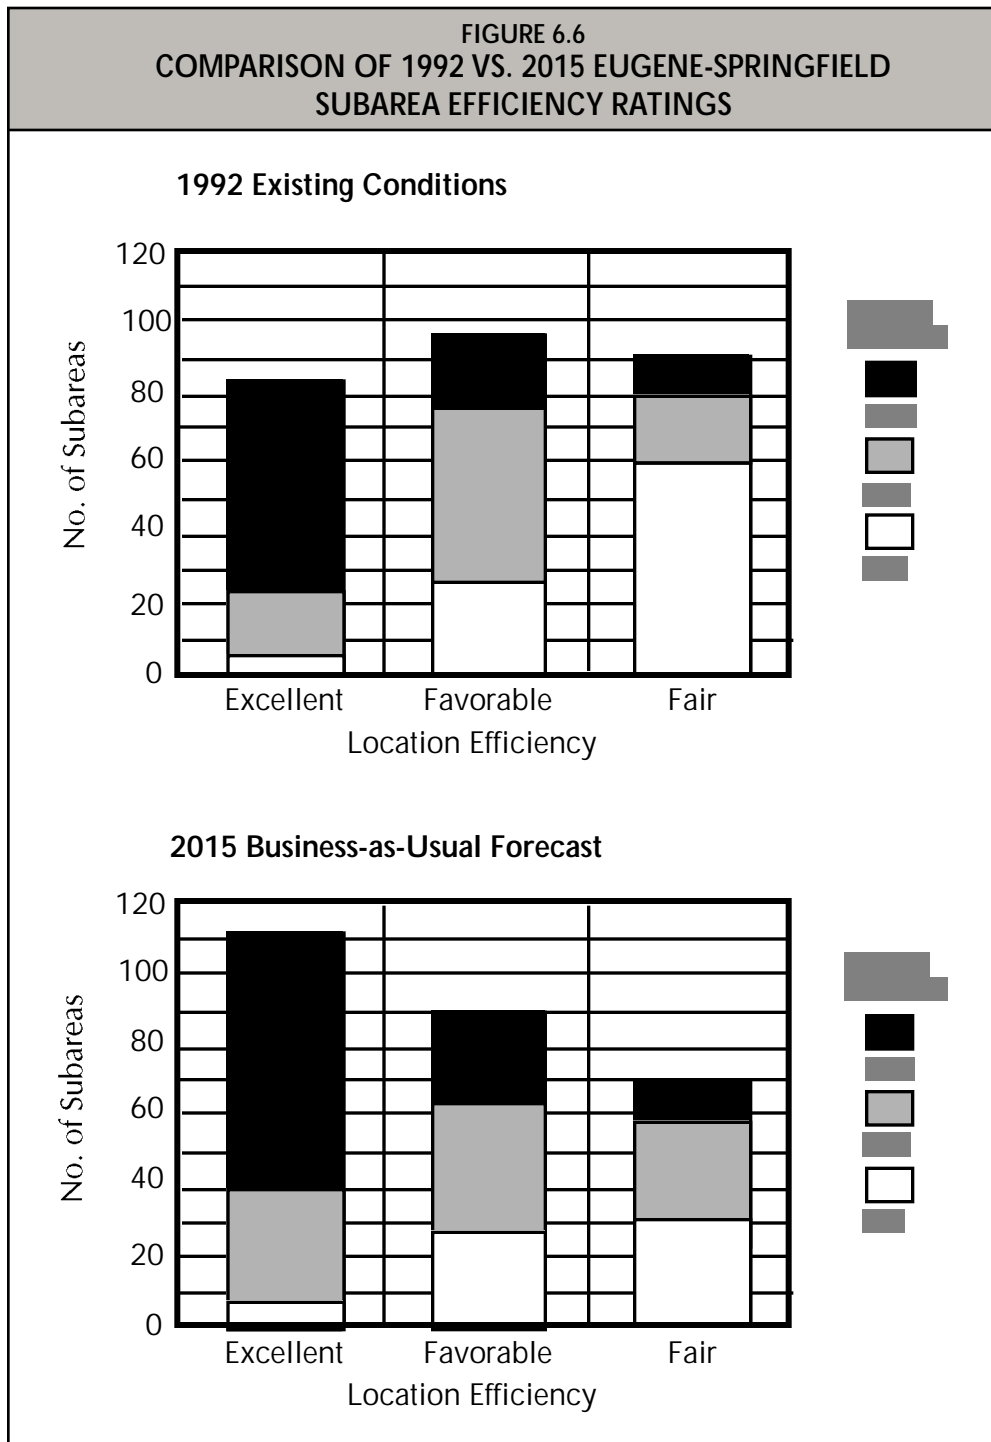 FIGURE 6.6
COMPARISON OF 1992 VS. 2015 EUGENE-SPRINGFIELD
SUBAREA EFFICIENCY RATINGS
1992 Existing Conditions
120
100
80
60
40
20
0
No. of Subareas
Excellent
Favorable
Fair
Location Efficiency
2015 Business-as-Usual Forecast
120
100
80
60
40
20
0
No. of Subareas
Excellent
Favorable
Fair
Location Efficiency